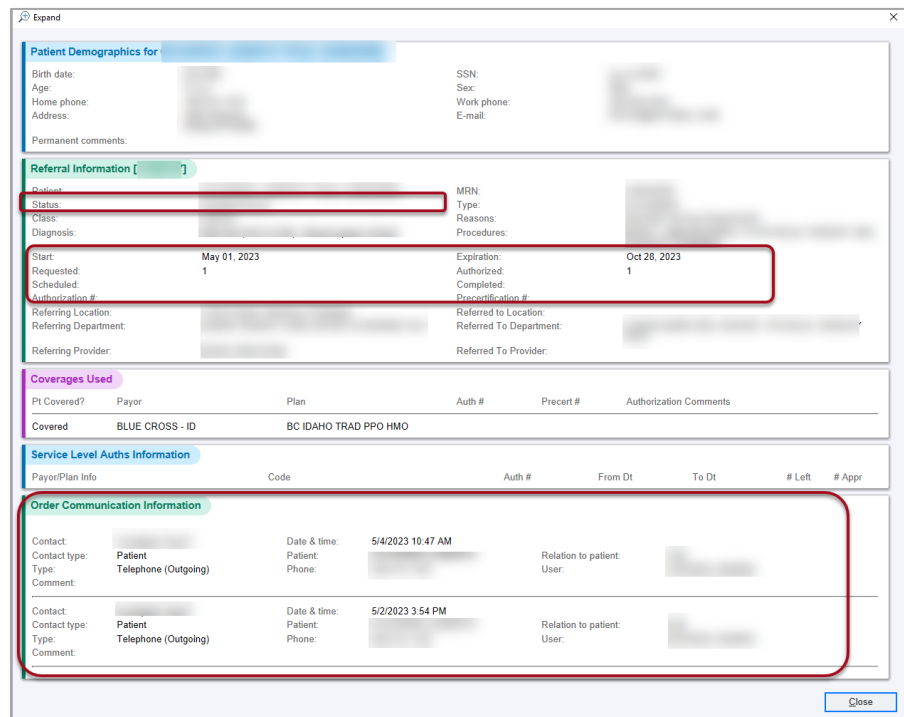 Expand
Patient Demographics for
Birth date: SSN:
Age: Sex:
Home phone: Work phone:
Address: E-mail:
Permanent comments:
Referral Information [ ]
Patient: MRN:
Status: Type:
Class: Reasons:
Diagnosis: Procedures:
Start: May 01, 2023 Expiration: Oct 28, 2023
Requested: 1 Authorized: 1
Scheduled: Completed:
Authorization #: Precertification #:
Referring Location: Referred to Location:
Referring Department: Referred To Department:
Referring Provider: Referred To Provider:
Coverages Used
Pt Covered? Payor Plan Auth # Precert # Authorization Comments
Covered BLUE CROSS - ID BC IDAHO TRAD PPO HMO
Service Level Auths Information
Payor/Plan Info Code Auth # From Dt To Dt # Left # Appr
Order Communication Information
Contact: Date & time: 5/4/2023 10:47 AM
Contact type: Patient Patient: Relation to patient:
Type: Telephone (Outgoing) Phone: User:
Comment:
Contact: Date & time: 5/2/2023 3:54 PM
Contact type: Patient Patient: Relation to patient:
Type: Telephone (Outgoing) Phone: User:
Comment:
Close